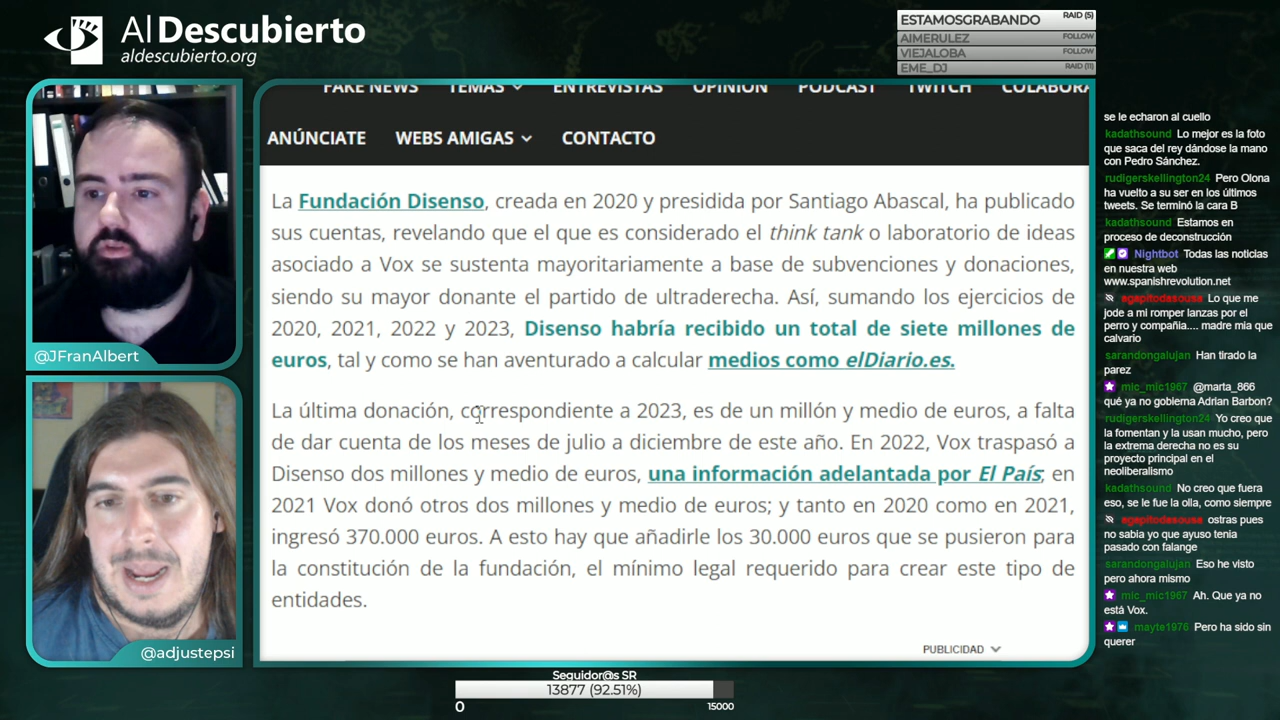 Al Descubierto
aldescubierto.org
ESTAMOSGRABANDO RAID (5)
AIMERULEZ FOLLOW
VIEJALOBA FOLLOW
EME_DJ RAID (11)
FAKE NEWS TEMAS ENTREVISTAS OPINIÓN PODCAST TWITCH COLABORA
ANÚNCIATE WEBS AMIGAS CONTACTO
La Fundación Disenso, creada en 2020 y presidida por Santiago Abascal, ha publicado
sus cuentas, revelando que el que es considerado el think tank o laboratorio de ideas
asociado a Vox se sustenta mayoritariamente a base de subvenciones y donaciones,
siendo su mayor donante el partido de ultraderecha. Así, sumando los ejercicios de
2020, 2021, 2022 y 2023, Disenso habría recibido un total de siete millones de
euros, tal y como se han aventurado a calcular medios como elDiario.es.
La última donación, correspondiente a 2023, es de un millón y medio de euros, a falta
de dar cuenta de los meses de julio a diciembre de este año. En 2022, Vox traspasó a
Disenso dos millones y medio de euros, una información adelantada por El País; en
2021 Vox donó otros dos millones y medio de euros; y tanto en 2020 como en 2021,
ingresó 370.000 euros. A esto hay que añadirle los 30.000 euros que se pusieron para
la constitución de la fundación, el mínimo legal requerido para crear este tipo de
entidades.
PUBLICIDAD
@JFranAlbert
@adjustepsi
se le echaron al cuello
kadathsound Lo mejor es la foto
que saca del rey dándose la mano
con Pedro Sánchez.
rudigerskellington24 Pero Olona
ha vuelto a su ser en los últimos
tweets. Se terminó la cara B
kadathsound Estamos en
proceso de deconstrucción
Nightbot Todas las noticias
en nuestra web
www.spanishrevolution.net
agapitodasousa Lo que me
jode a mi romper lanzas por el
perro y compañia.... madre mia que
calvario
sarandongalujan Han tirado la
parez
mic_mic1967 @marta_866
qué ya no gobierna Adrian Barbon?
rudigerskellington24 Yo creo que
la fomentan y la usan mucho, pero
la extrema derecha no es su
proyecto principal en el
neoliberalismo
kadathsound No creo que fuera
eso, se le fue la olla, como siempre
agapitodasousa ostras pues
no sabia yo que ayuso tenia
pasado con falange
sarandongalujan Eso he visto
pero ahora mismo
mic_mic1967 Ah. Que ya no
está Vox.
mayte1976 Pero ha sido sin
querer
Seguidor@s SR
13877 (92.51%)
0 15000